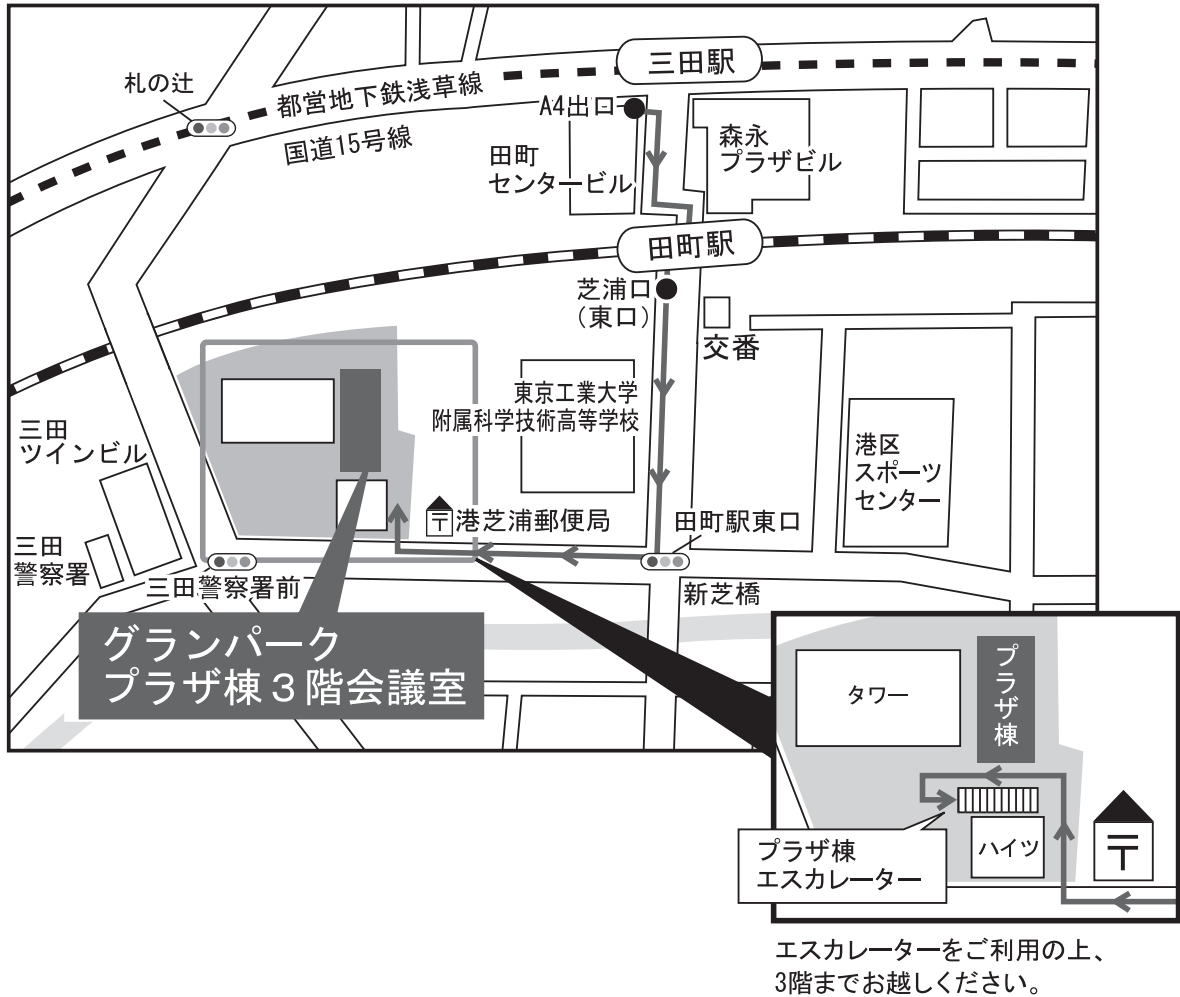 三田駅
札の辻
都営地下鉄浅草線
A4出口
国道15号線
森永
プラザビル
田町
センタービル
田町駅
芝浦口
（東口）
交番
東京工業大学
附属科学技術高等学校
三田
ツインビル
港区
スポーツ
センター
〒港芝浦郵便局
田町駅東口
三田
警察署
三田警察署前
新芝橋
グランパーク
プラザ棟３階会議室
タワー
プラザ棟
ハイツ
〒
プラザ棟
エスカレーター
エスカレーターをご利用の上、
3階までお越しください。